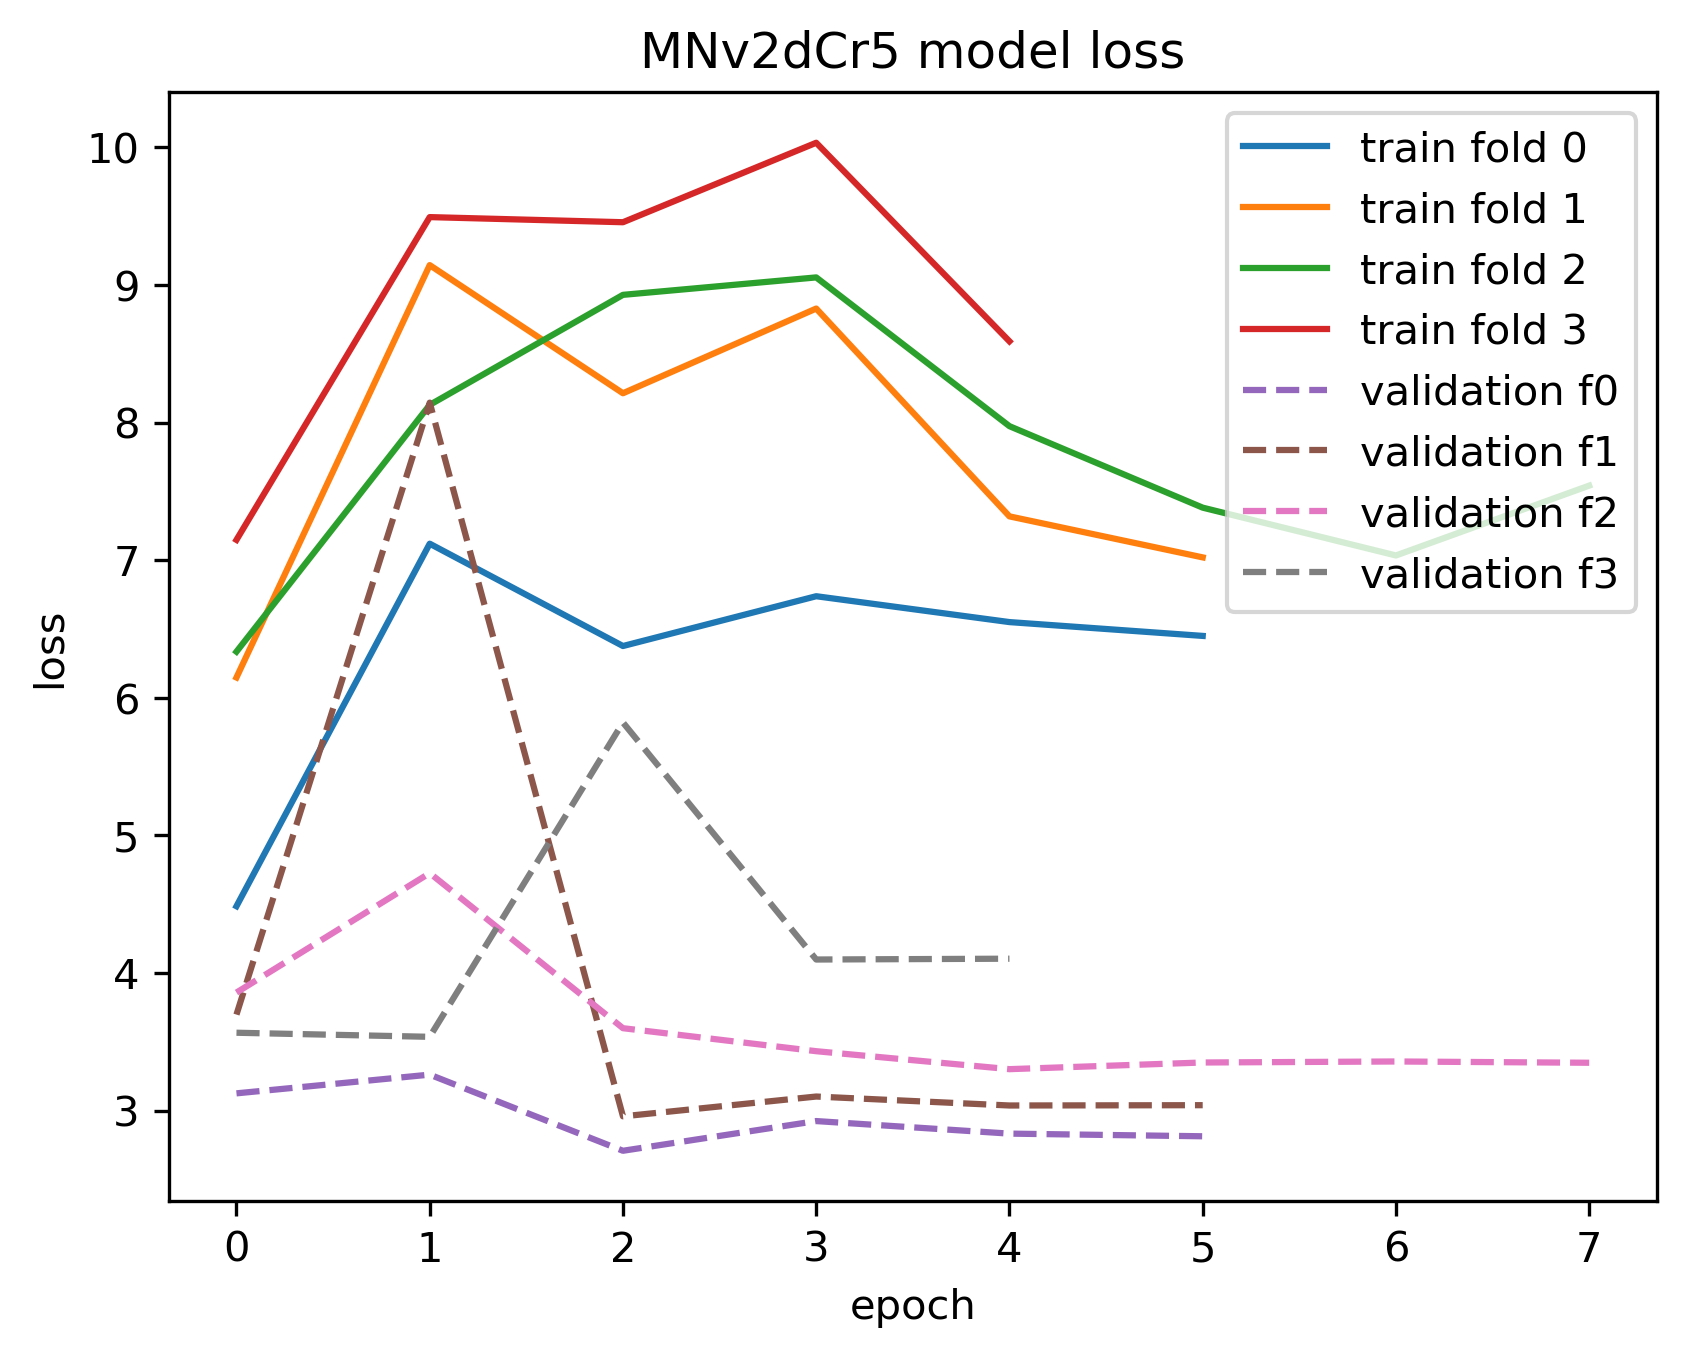 MNv2dCr5 model loss
10
9
8
7
6
5
4
3
loss
train fold 0
train fold 1
train fold 2
train fold 3
validation f0
validation f1
validation f2
validation f3
0 1 2 3 4 5 6 7
epoch